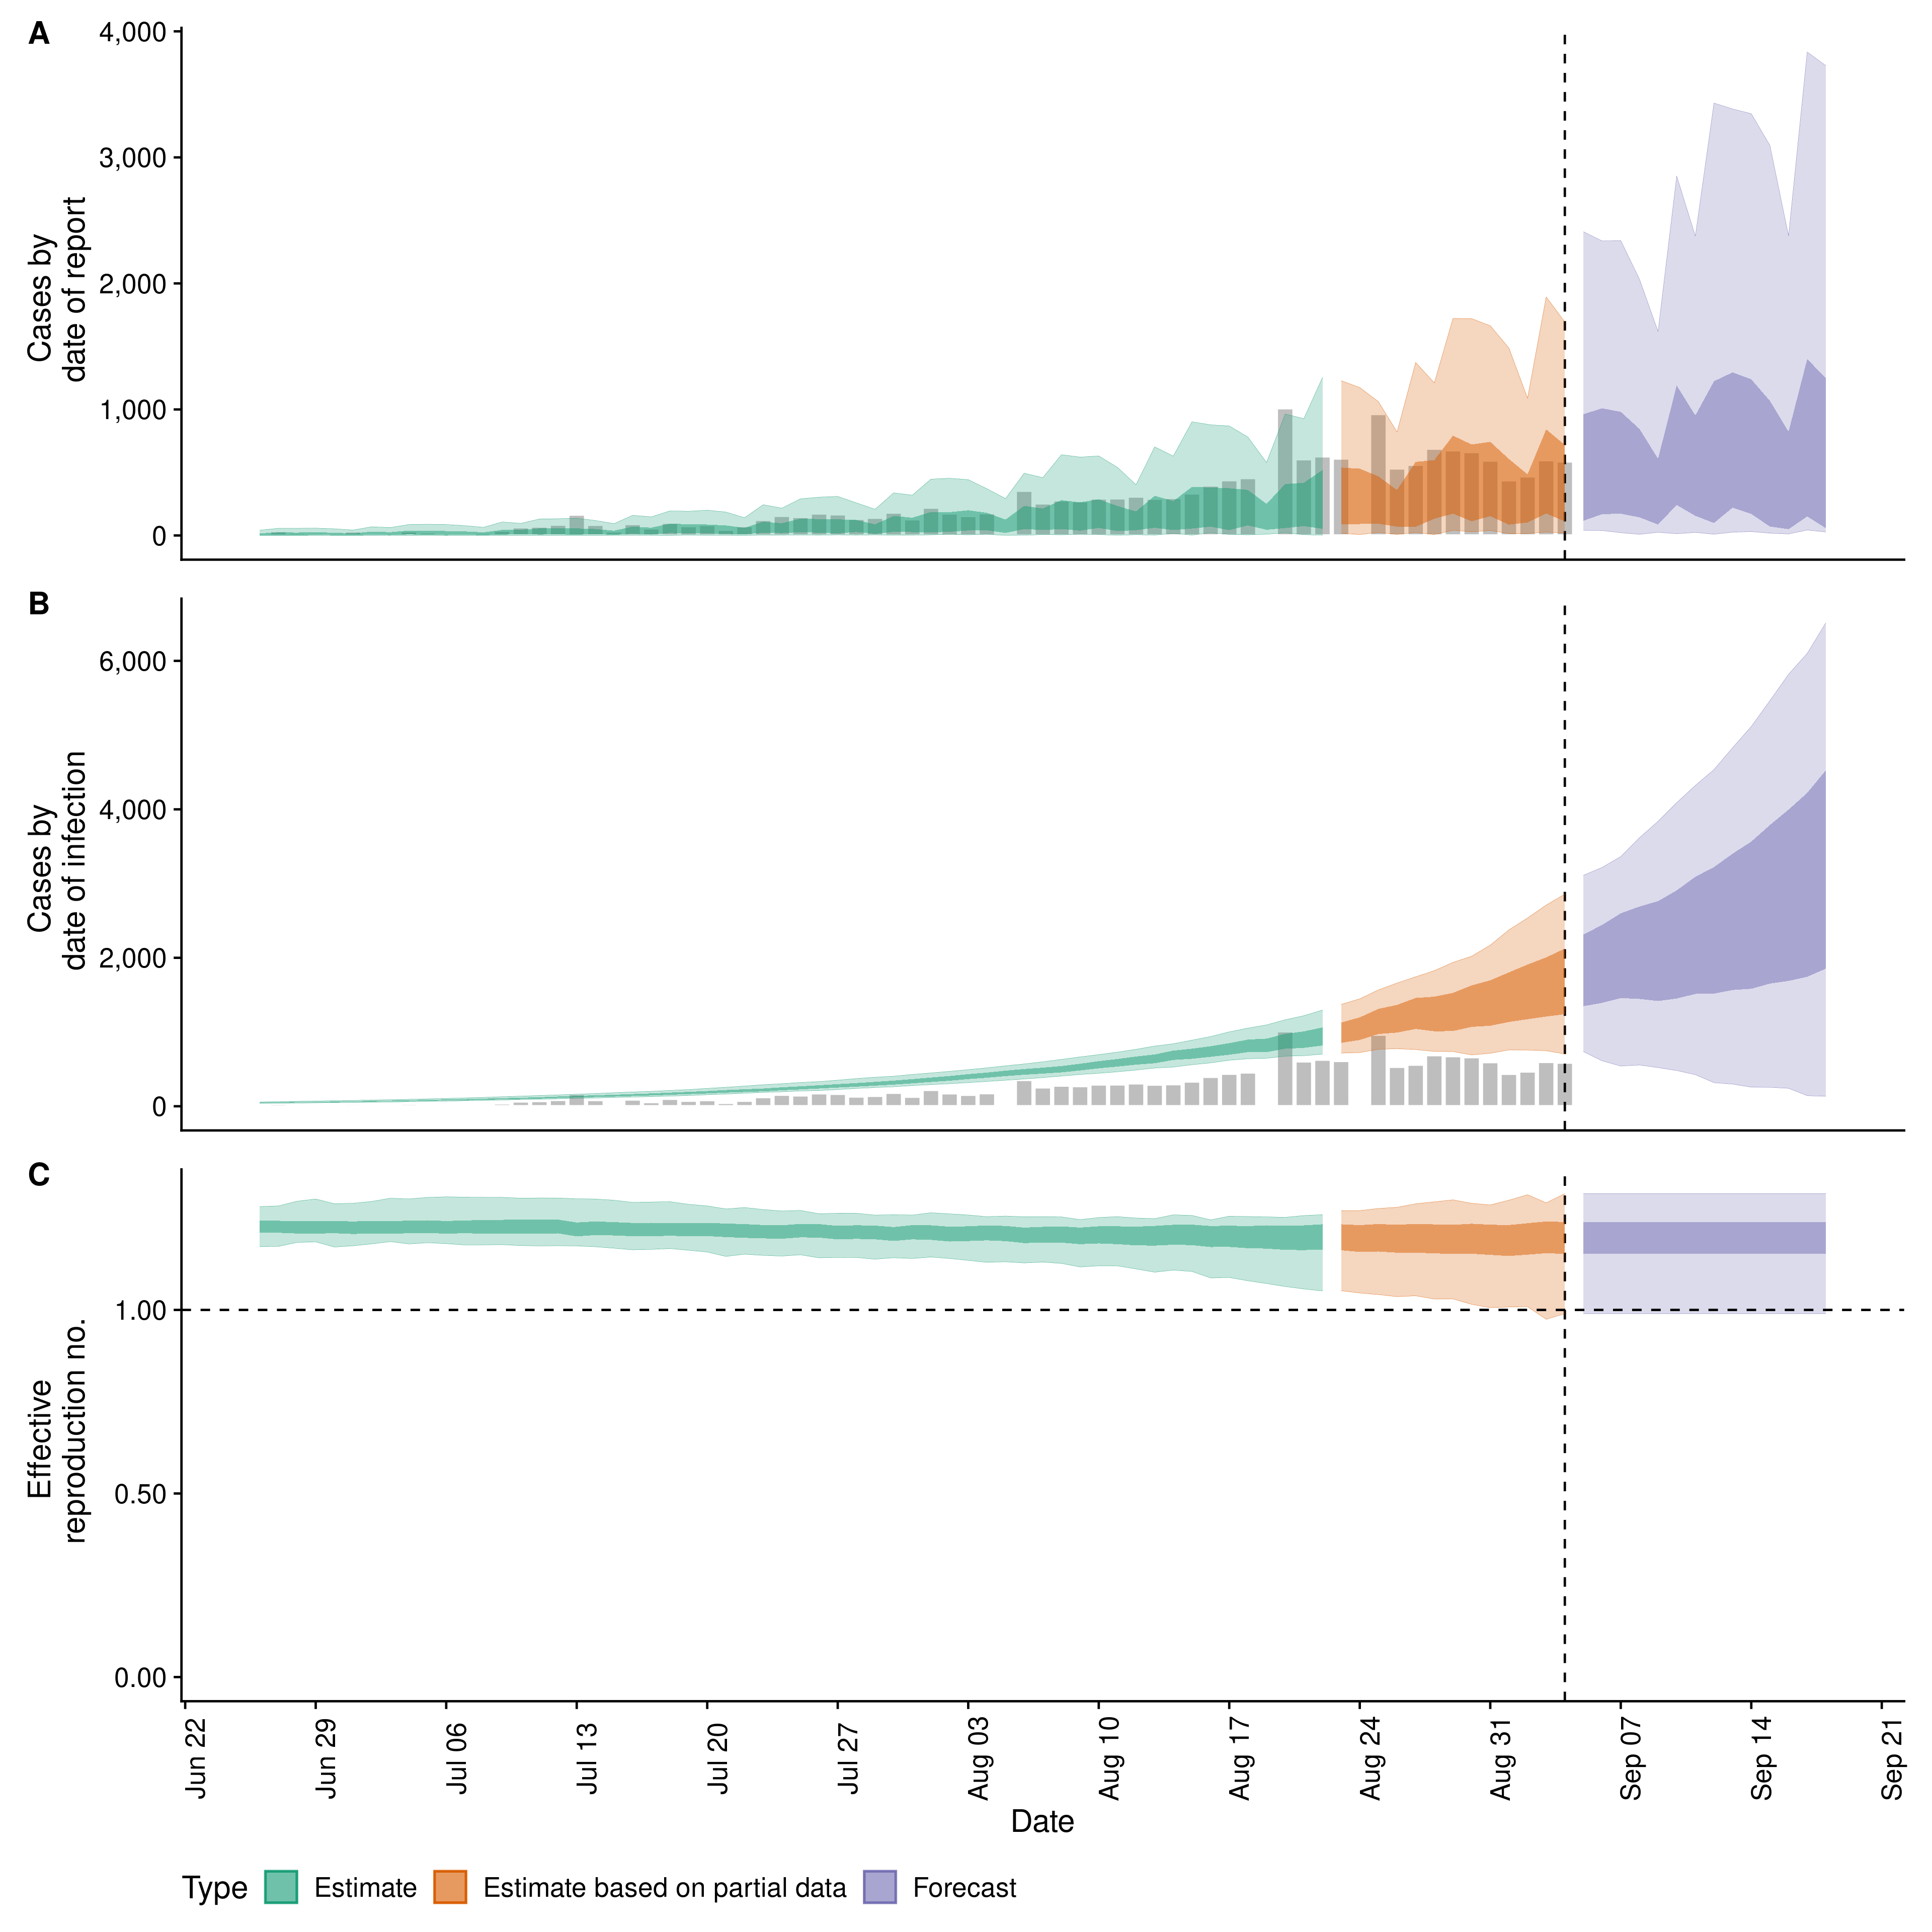 A
4,000
3,000
2,000
1,000
0
Cases by
date of report
B
6,000
4,000
2,000
0
Cases by
date of infection
C
1.00
0.50
0.00
Effective
reproduction no.
Jun 22
Jun 29
Jul 06
Jul 13
Jul 20
Jul 27
Aug 03
Aug 10
Aug 17
Aug 24
Aug 31
Sep 07
Sep 14
Sep 21
Date
Type Estimate Estimate based on partial data Forecast